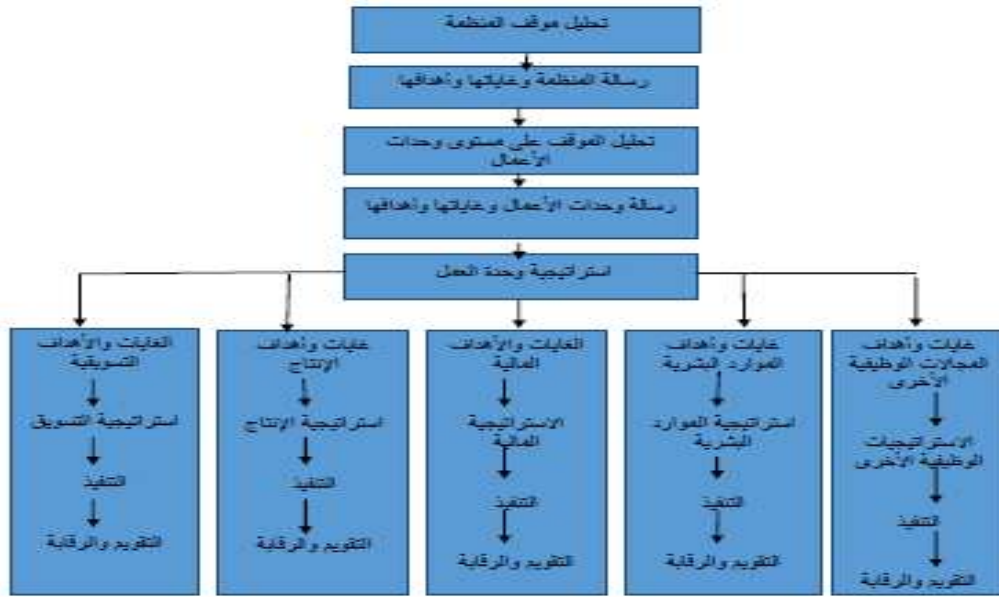 تحليل موقف المنظمة
رسالة المنظمة وغاياتها وأهدافها
تحليل الموقف على مستوى وحدات
الأعمال
رسالة وحدات الأعمال وغاياتها وأهدافها
استراتيجية وحدة العمل
غايات وأهداف
المجالات الوظيفية
الأخرى
الاستراتيجيات
الوظيفية الأخرى
التنفيذ
التقويم والرقابة
غايات وأهداف
الموارد البشرية
استراتيجية الموارد
البشرية
التنفيذ
التقويم والرقابة
الغايات والأهداف
المالية
الاستراتيجية
المالية
التنفيذ
التقويم والرقابة
غايات وأهداف
الإنتاج
استراتيجية الإنتاج
التنفيذ
التقويم والرقابة
الغايات والأهداف
التسويقية
استراتيجية التسويق
التنفيذ
التقويم والرقابة